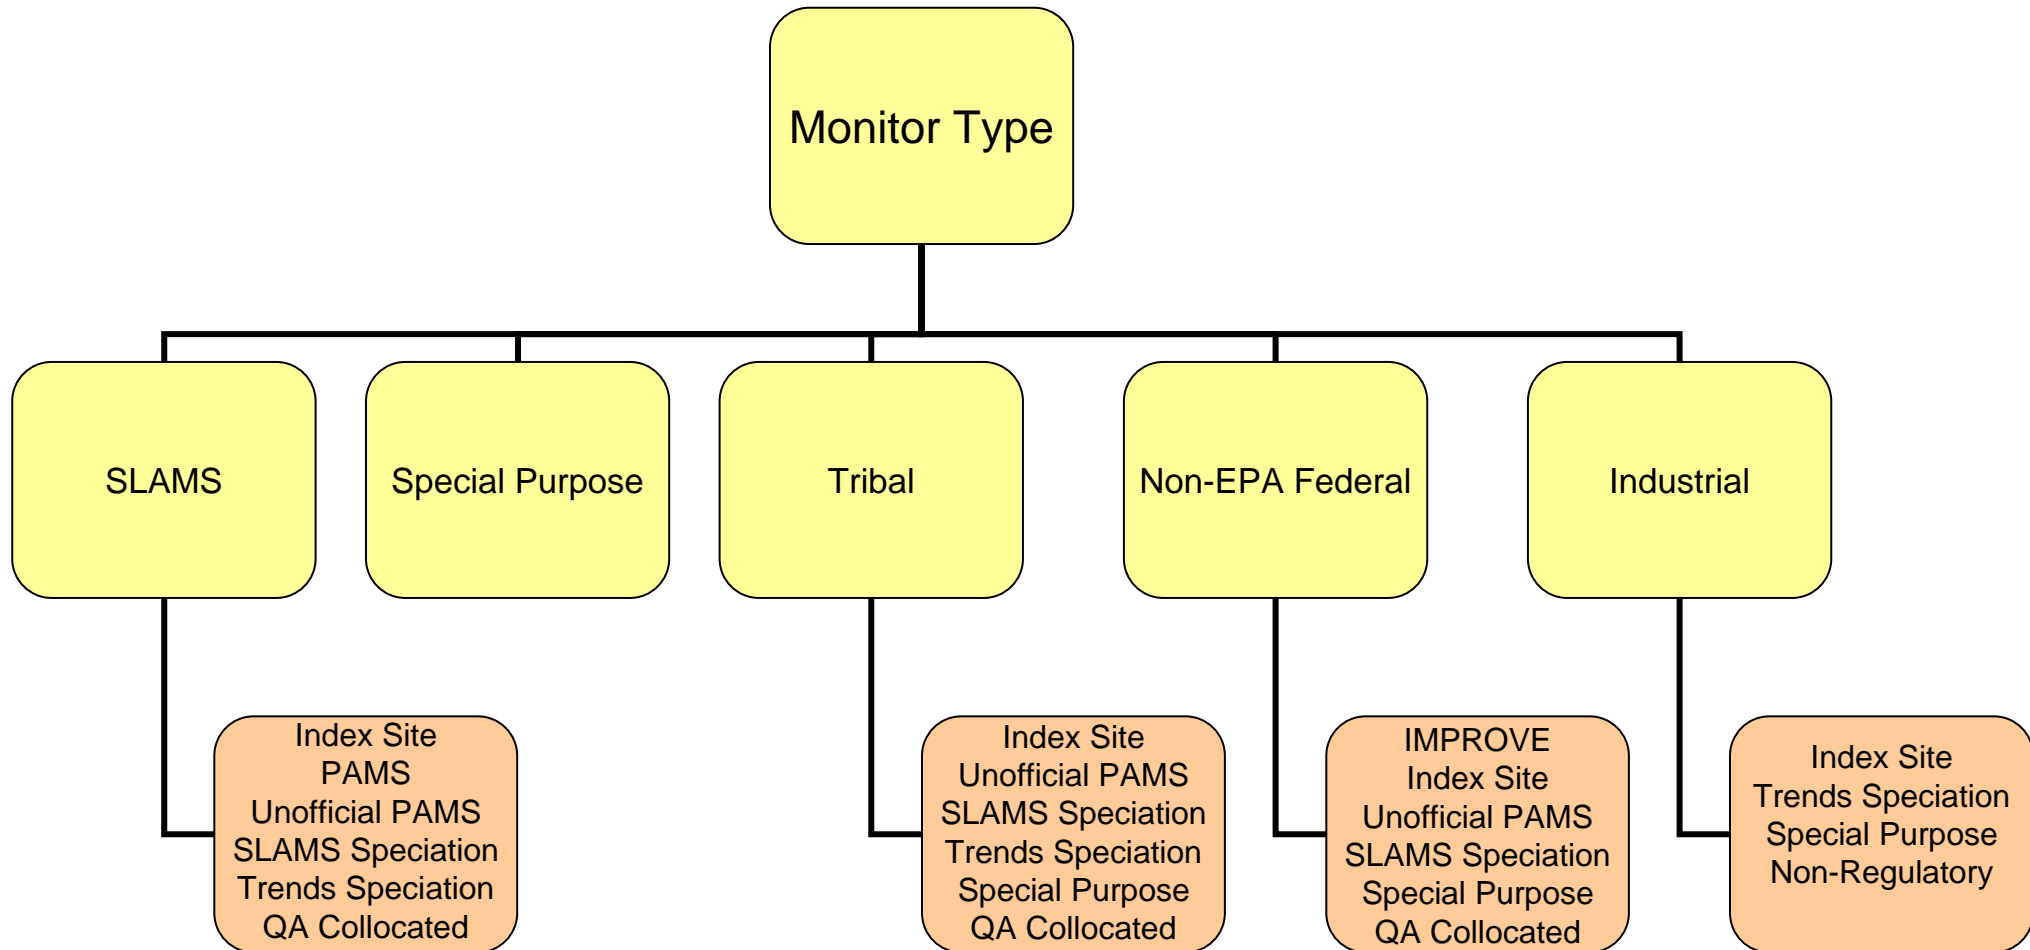 Monitor Type
SLAMS
Special Purpose
Tribal
Non-EPA Federal
Industrial
Index Site
PAMS
Unofficial PAMS
SLAMS Speciation
Trends Speciation
QA Collocated
Index Site
Unofficial PAMS
SLAMS Speciation
Trends Speciation
Special Purpose
QA Collocated
IMPROVE
Index Site
Unofficial PAMS
SLAMS Speciation
Special Purpose
QA Collocated
Index Site
Trends Speciation
Special Purpose
Non-Regulatory